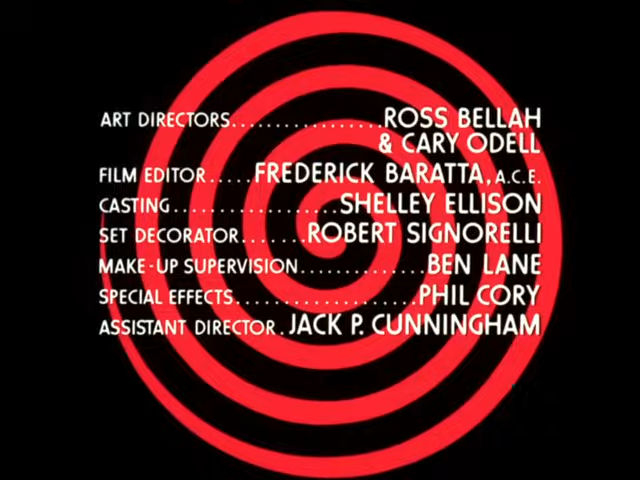 ART DIRECTORS.................ROSS BELLAH
& CARY ODELL
FILM EDITOR.....FREDERICK BARATTA, A.C.E.
CASTING...................SHELLEY ELLISON
SET DECORATOR.......ROBERT SIGNORELLI
MAKE-UP SUPERVISION..............BEN LANE
SPECIAL EFFECTS....................PHIL CORY
ASSISTANT DIRECTOR.JACK P. CUNNINGHAM